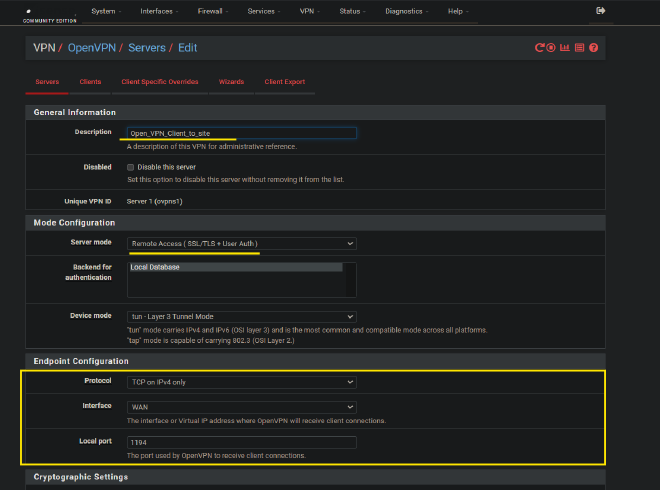 System Interfaces Firewall Services VPN Status Diagnostics Help
COMMUNITY EDITION
VPN / OpenVPN / Servers / Edit
Servers Clients Client Specific Overrides Wizards Client Export
General Information
Description Open_VPN_Client_to_site
A description of this VPN for administrative reference.
Disabled Disable this server
Set this option to disable this server without removing it from the list.
Unique VPN ID Server 1 (ovpns1)
Mode Configuration
Server mode Remote Access ( SSL/TLS + User Auth )
Backend for Local Database
authentication
Device mode tun - Layer 3 Tunnel Mode
"tun" mode carries IPv4 and IPv6 (OSI layer 3) and is the most common and compatible mode across all platforms.
"tap" mode is capable of carrying 802.3 (OSI Layer 2.)
Endpoint Configuration
Protocol TCP on IPv4 only
Interface WAN
The interface or Virtual IP address where OpenVPN will receive client connections.
Local port 1194
The port used by OpenVPN to receive client connections.
Cryptographic Settings